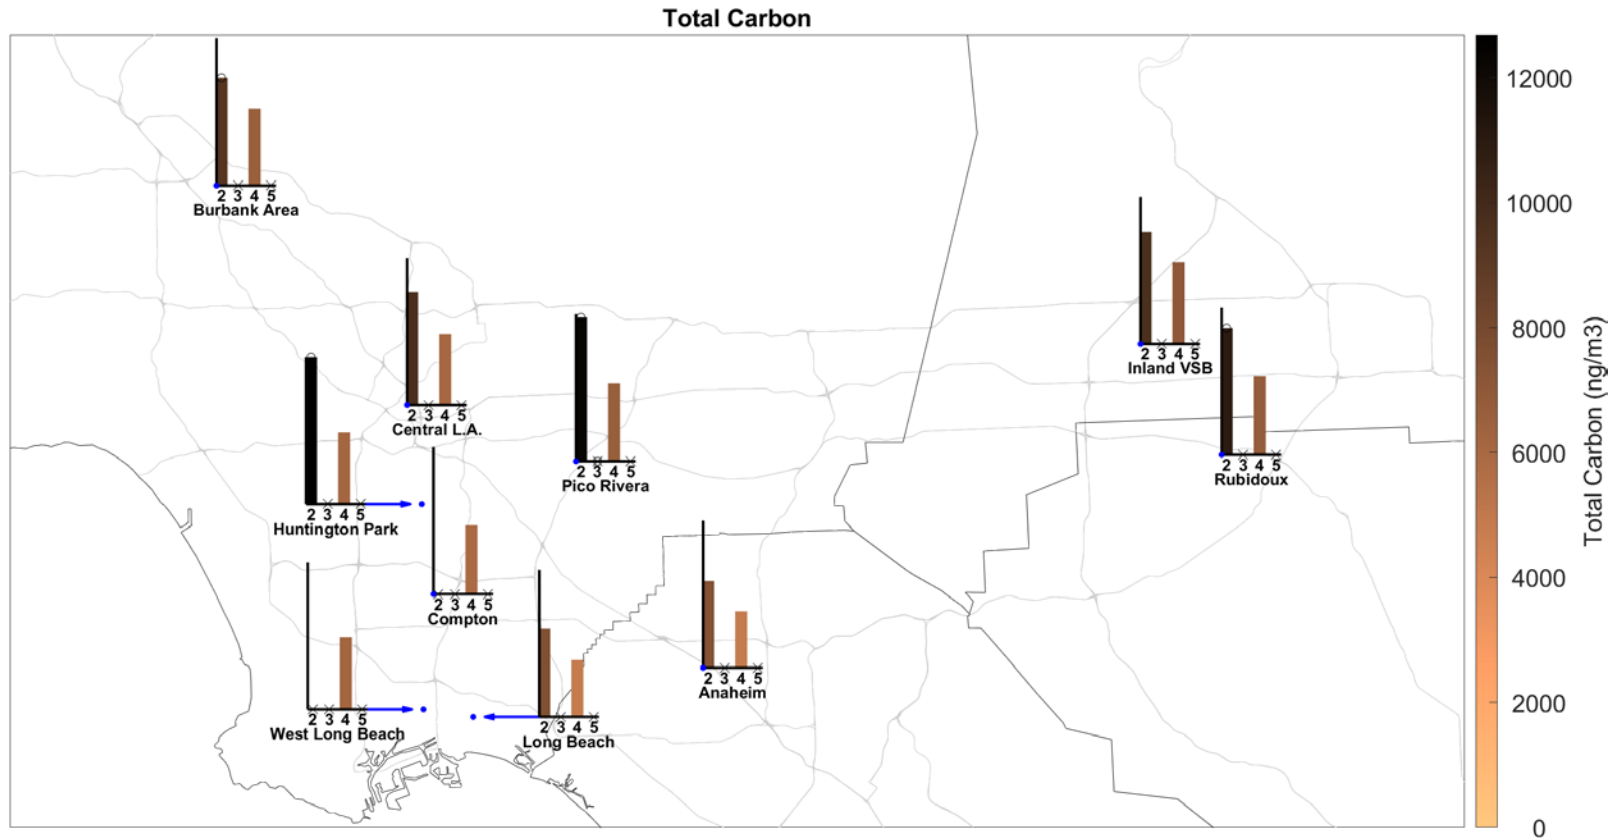 Total Carbon
2 3 4 5
Burbank Area
2 3 4 5
Inland VSB
2 3 4 5
Central L.A.
2 3 4 5
Pico Rivera
2 3 4 5
Rubidoux
2 3 4 5
Huntington Park
2 3 4 5
Compton
2 3 4 5
Anaheim
2 3 4 5
West Long Beach
2 3 4 5
Long Beach
12000
10000
8000
6000
4000
2000
0
Total Carbon (ng/m3)